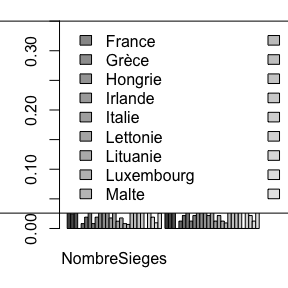 0.30
0.20
0.10
0.00
France
Grèce
Hongrie
Irlande
Italie
Lettonie
Lituanie
Luxembourg
Malte
NombreSieges